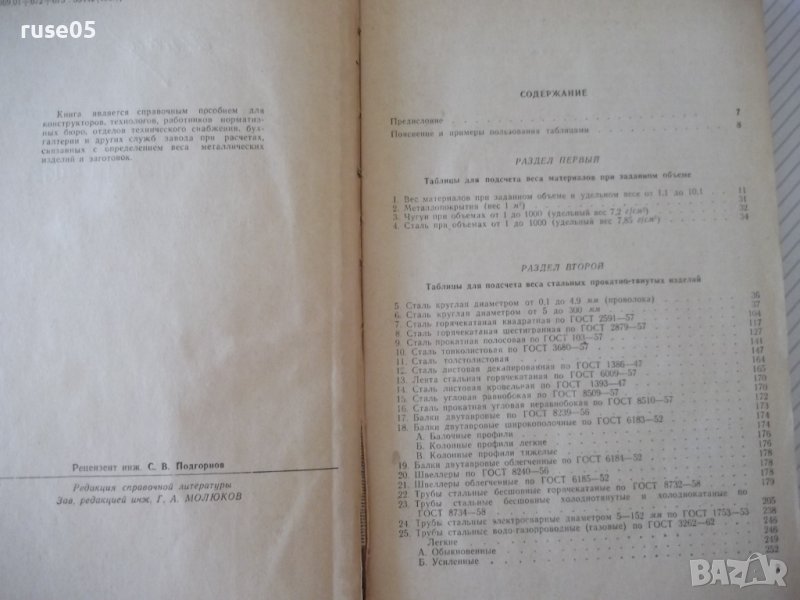 ruse05
Книга является справочным пособием для
конструкторов, технологов, работников норматив-
ных бюро, отделов технического снабжения, бух-
галтерии и других служб завода при расчетах,
связанных с определением веса металлических
изделий и заготовок.
Рецензент инж. С. В. Подгорнов
Редакция справочной литературы
Зав. редакцией инж. Г. А. МОЛЮКОВ
СОДЕРЖАНИЕ
Предисловие 7
Пояснение и примеры пользования таблицами 8
РАЗДЕЛ ПЕРВЫЙ
Таблицы для подсчета веса материалов при заданном объеме
1. Вес материалов при заданном объеме и удельном весе от 1,1 до 10,1 11
2. Металлопокрытия (вес 1 м²) 31
3. Чугун при объемах от 1 до 1000 (удельный вес 7,2 г/см³) 32
4. Сталь при объемах от 1 до 1000 (удельный вес 7,85 г/см³) 34
РАЗДЕЛ ВТОРОЙ
Таблицы для подсчета веса стальных прокатно-тянутых изделий
5. Сталь круглая диаметром от 0,1 до 4,9 мм (проволока) 36
6. Сталь круглая диаметром от 5 до 300 мм 37
7. Сталь горячекатаная квадратная по ГОСТ 2591—57 104
8. Сталь горячекатаная шестигранная по ГОСТ 2879—57 117
9. Сталь прокатная полосовая по ГОСТ 103—57 127
10. Сталь тонколистовая по ГОСТ 3680—57 144
11. Сталь толстолистовая 147
12. Сталь листовая декапированная по ГОСТ 1386—47 164
13. Лента стальная горячекатаная по ГОСТ 6009—57 165
14. Сталь листовая кровельная по ГОСТ 1393—47 170
15. Сталь угловая равнобокая по ГОСТ 8509—57 170
16. Сталь прокатная угловая неравнобокая по ГОСТ 8510—57 172
17. Балки двутавровые по ГОСТ 8239—56 173
18. Балки двутавровые широкополочные по ГОСТ 6183—52 174
А. Балочные профили 174
Б. Колонные профили легкие 176
В. Колонные профили тяжелые 176
19. Балки двутавровые облегченные по ГОСТ 6184—52 177
20. Швеллеры по ГОСТ 8240—56 178
21. Швеллеры облегченные по ГОСТ 6185—52 178
22. Трубы стальные бесшовные горячекатаные по ГОСТ 8732—58 179
23. Трубы стальные бесшовные холоднотянутые и холоднокатаные по
ГОСТ 8734—58 205
24. Трубы стальные электросварные диаметром 5—152 мм по ГОСТ 1753—53 238
25. Трубы стальные водо-газопроводные (газовые) по ГОСТ 3262—62 246
Легкие 246
А. Обыкновенные 249
Б. Усиленные 252
BAZAR
bg